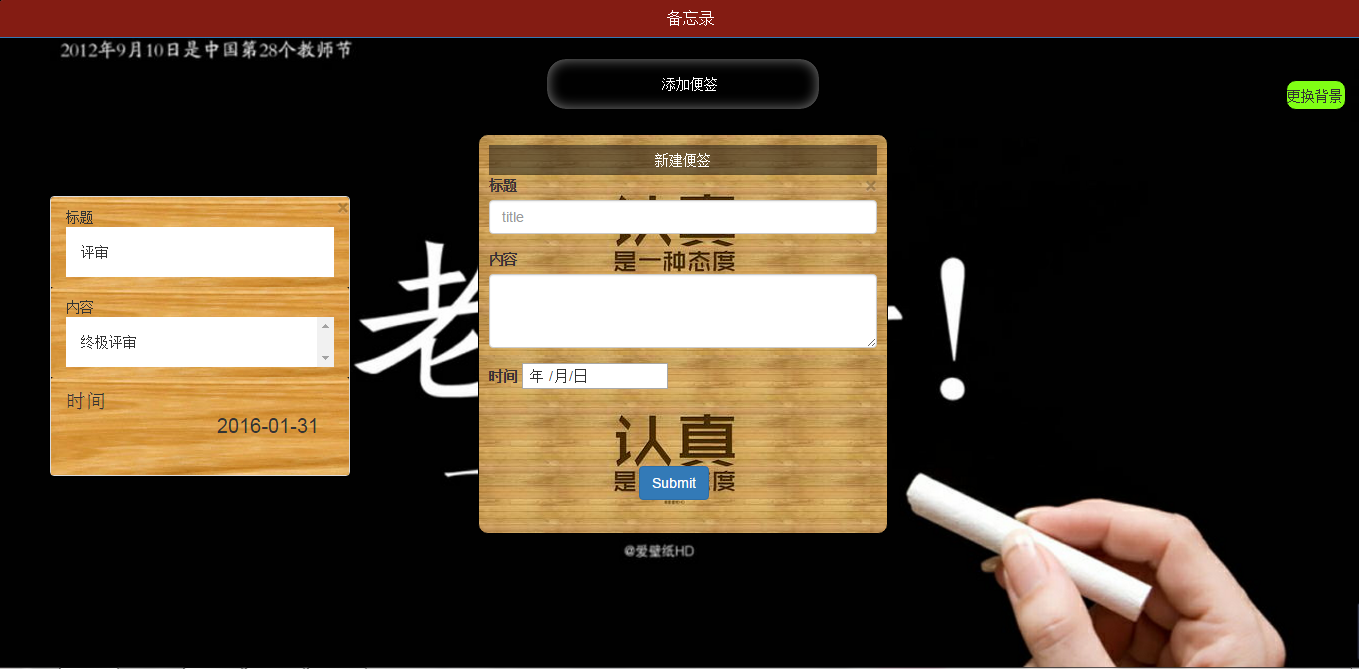 备忘录
2012年9月10日是中国第28个教师节
添加便签
更换背景
新建便签
标题
×
title
认真
是一种态度
内容
时间 年 /月/日
认真
是 态度
Submit
×
标题
评审
内容
终极评审
时间
2016-01-31
老
!
@爱壁纸HD